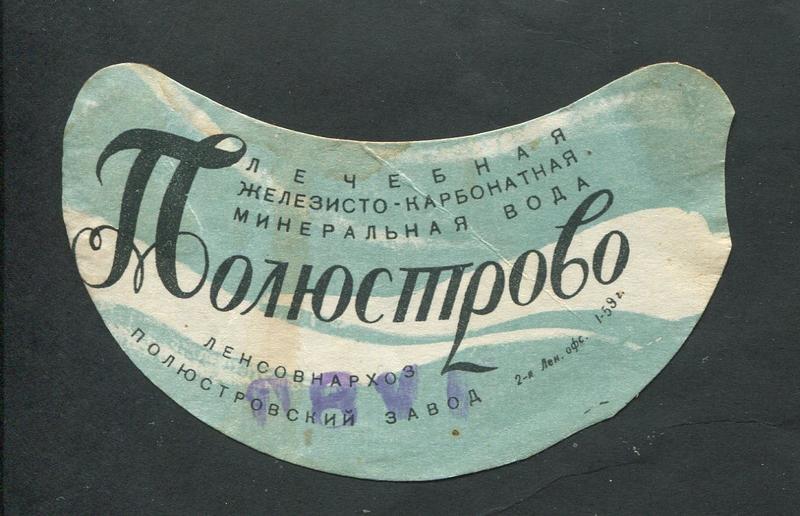 ЛЕЧЕБНАЯ
ЖЕЛЕЗИСТО-КАРБОНАТНАЯ
МИНЕРАЛЬНАЯ ВОДА
Полюстрово
ЛЕНСОВНАРХОЗ
ПОЛЮСТРОВСКИЙ ЗАВОД
2-я Лен. офс. 1-59 г.